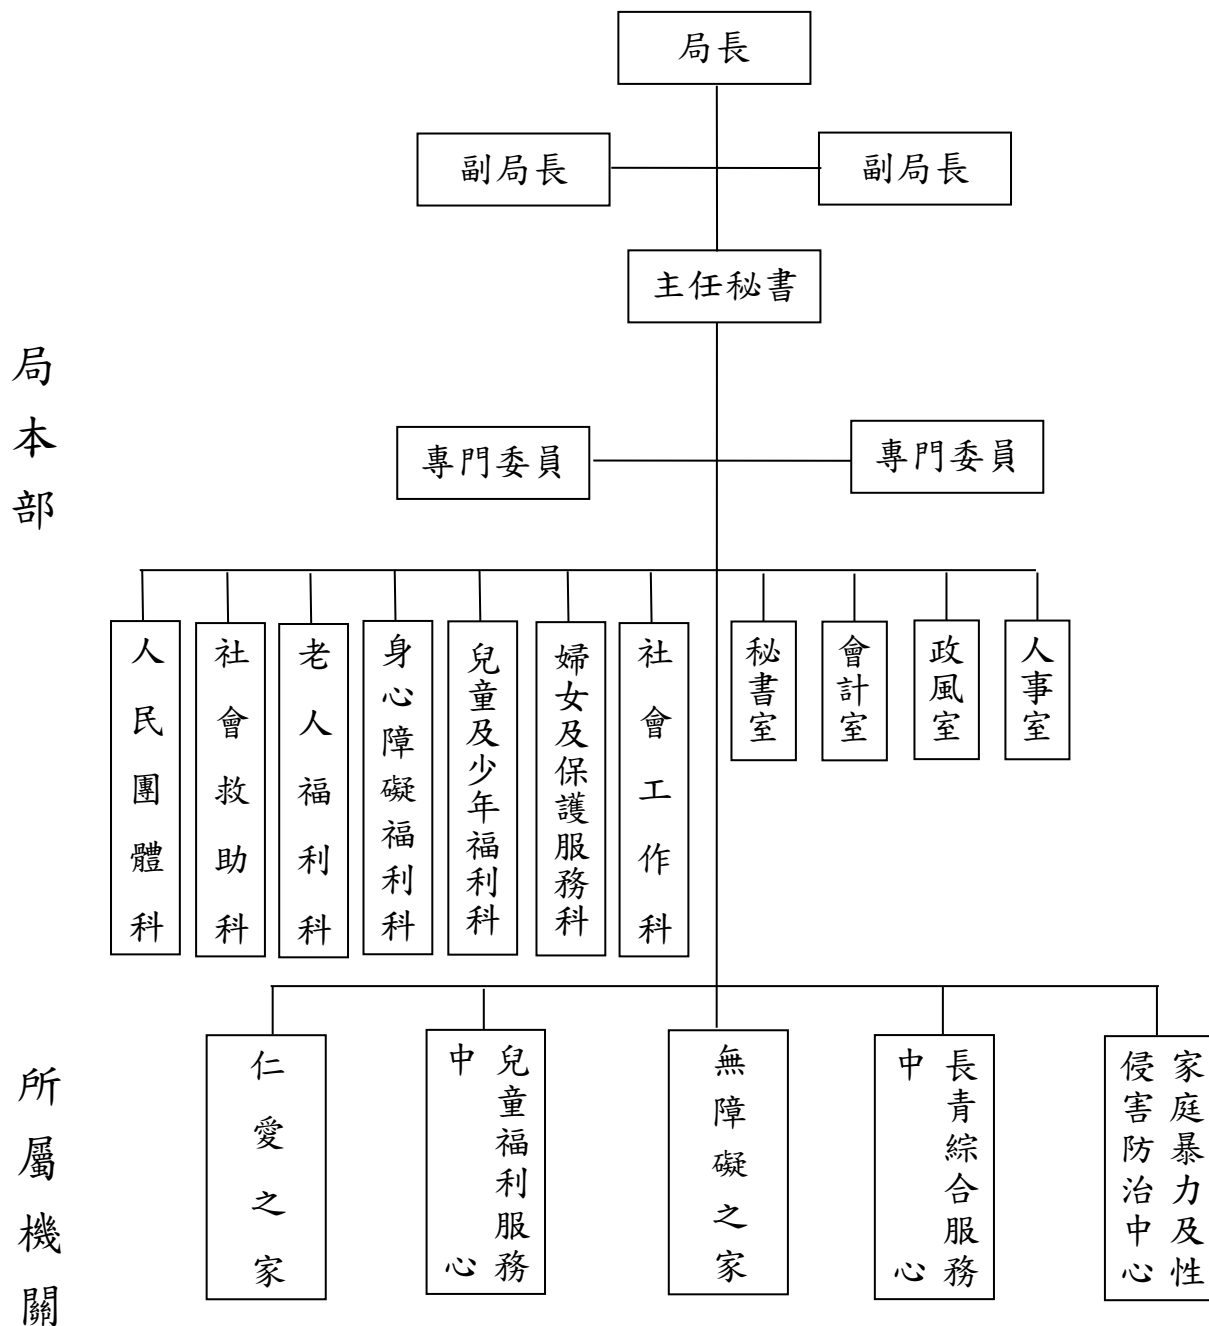 局長
副局長
副局長
主任秘書
局本部
專門委員
專門委員
人民團體科
社會救助科
老人福利科
身心障礙福利科
兒童及少年福利科
婦女及保護服務科
社會工作科
秘書室
會計室
政風室
人事室
所屬機關
仁愛之家
兒童福利服務
中心
無障礙之家
長青綜合服務
中心
家庭暴力及性
侵害防治中心